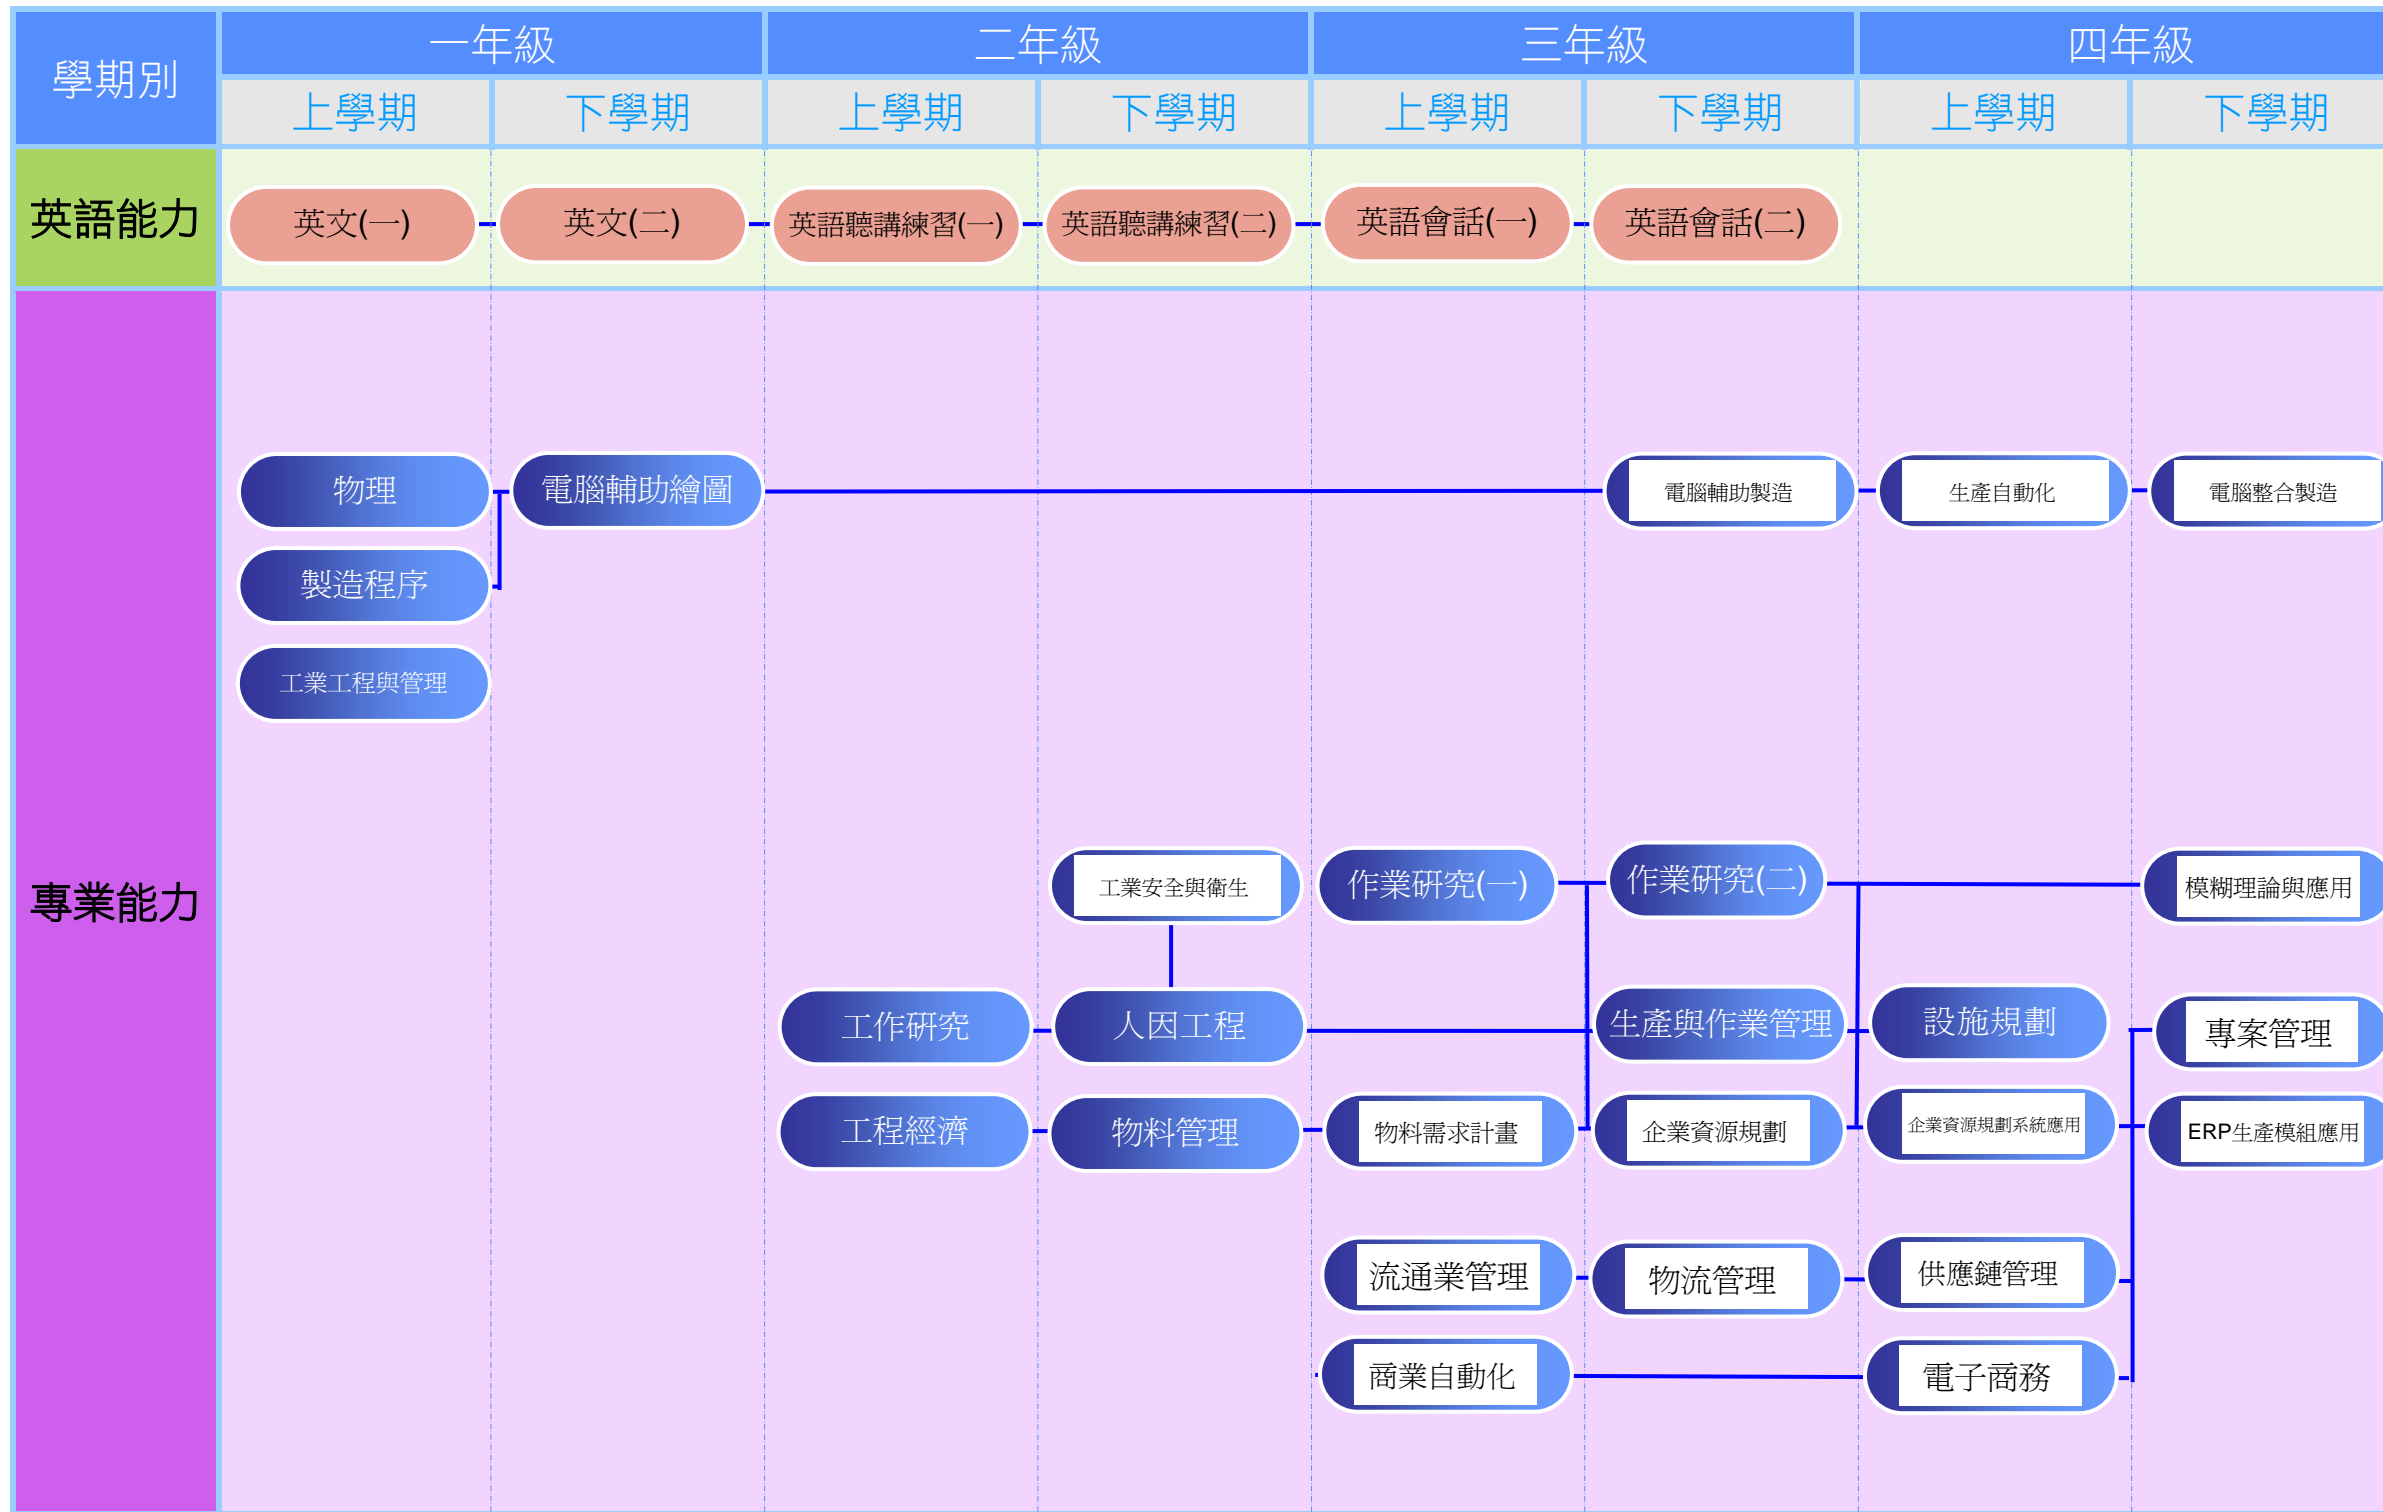 學期別
一年級
二年級
三年級
四年級
上學期
下學期
上學期
下學期
上學期
下學期
上學期
下學期
英語能力
英文(一)
英文(二)
英語聽講練習(一)
英語聽講練習(二)
英語會話(一)
英語會話(二)
專業能力
物理
電腦輔助繪圖
電腦輔助製造
生產自動化
電腦整合製造
製造程序
工業工程與管理
工業安全與衛生
作業研究(一)
作業研究(二)
模糊理論與應用
工作研究
人因工程
生產與作業管理
設施規劃
專案管理
工程經濟
物料管理
物料需求計畫
企業資源規劃
企業資源規劃系統應用
ERP生產模組應用
流通業管理
物流管理
供應鏈管理
商業自動化
電子商務